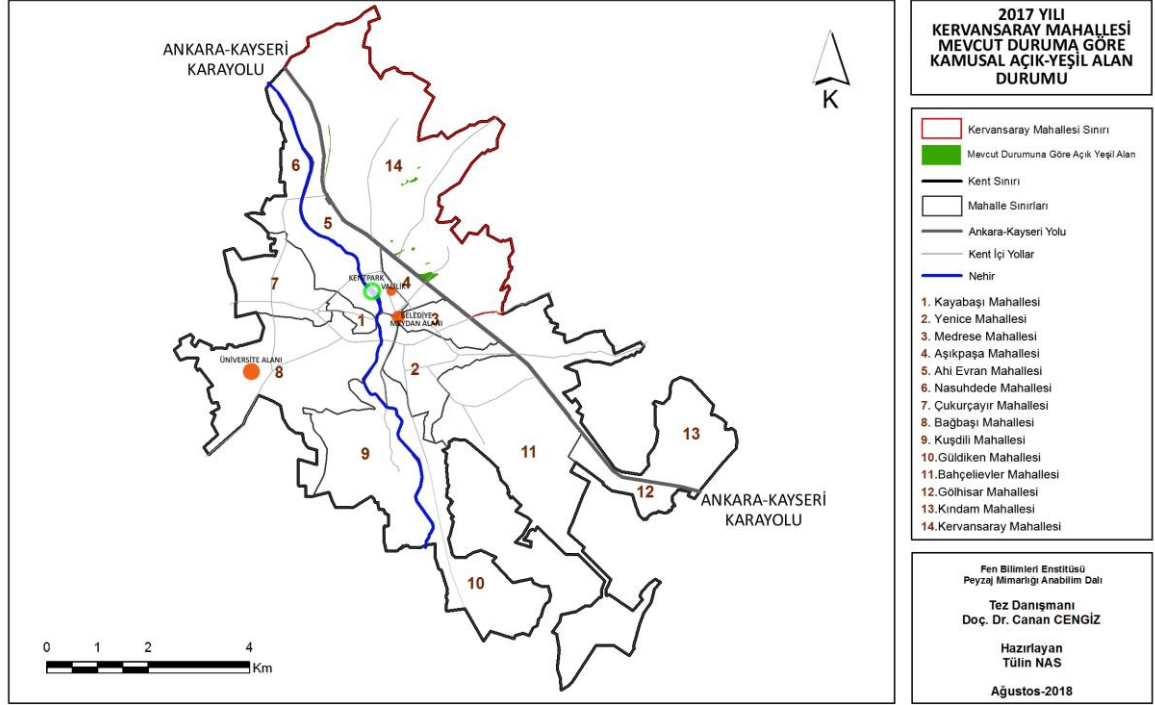 ANKARA-KAYSERİ
KARAYOLU
K
14
6
5
7
KENTPARK
VALİLİK
4
1
BELEDİYE
MEYDAN ALANI
3
ÜNİVERSİTE ALANI
8
2
9
11
13
12
ANKARA-KAYSERİ
KARAYOLU
10
0 1 2 4
Km
2017 YILI
KERVANSARAY MAHALLESİ
MEVCUT DURUMA GÖRE
KAMUSAL AÇIK-YEŞİL ALAN
DURUMU
Kervansaray Mahallesi Sınırı
Mevcut Durumuna Göre Açık Yeşil Alan
Kent Sınırı
Mahalle Sınırları
Ankara-Kayseri Yolu
Kent İçi Yollar
Nehir
1. Kayabaşı Mahallesi
2. Yenice Mahallesi
3. Medrese Mahallesi
4. Aşıkpaşa Mahallesi
5. Ahi Evran Mahallesi
6. Nasuhdede Mahallesi
7. Çukurçayır Mahallesi
8. Bağbaşı Mahallesi
9. Kuşdili Mahallesi
10.Güldiken Mahallesi
11.Bahçelievler Mahallesi
12.Gölhisar Mahallesi
13.Kındam Mahallesi
14.Kervansaray Mahallesi
Fen Bilimleri Enstitüsü
Peyzaj Mimarlığı Anabilim Dalı
Tez Danışmanı
Doç. Dr. Canan CENGİZ
Hazırlayan
Tülin NAS
Ağustos-2018